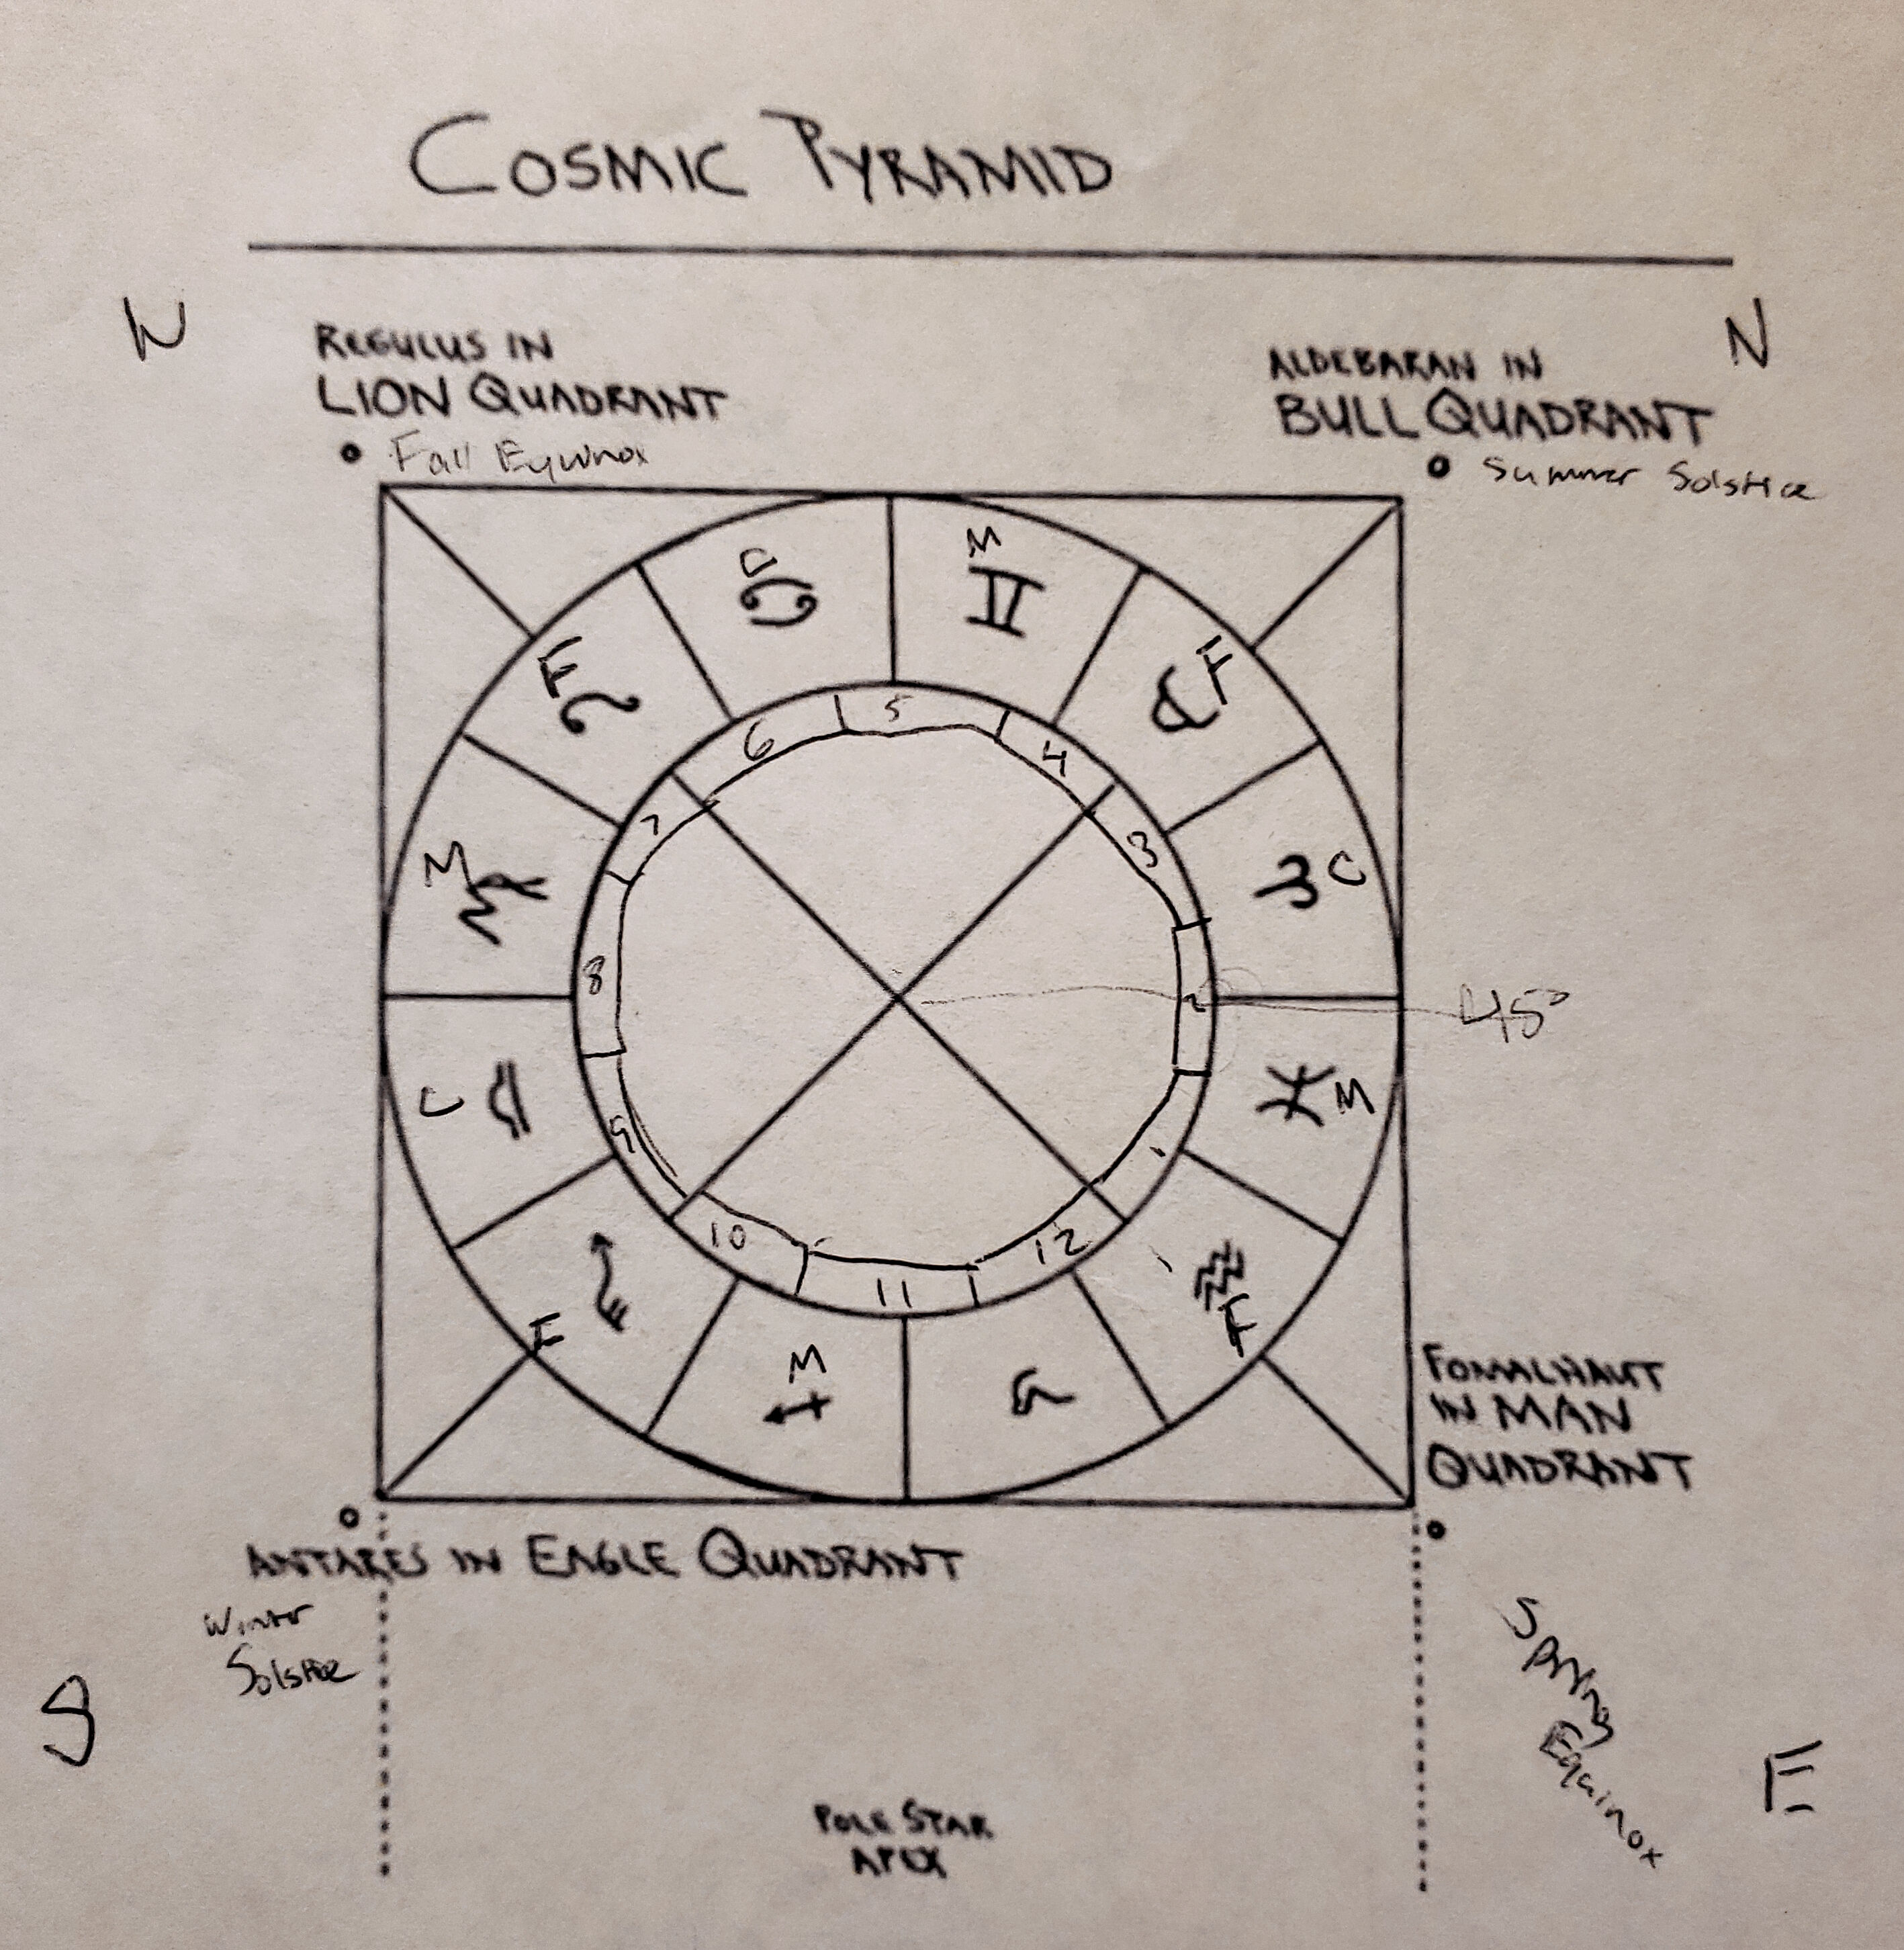 COSMIC PYRAMID
W
N
REGULUS IN
LION QUADRANT
Fall Equinox
ALDEBARAN IN
BULL QUADRANT
Summer Solstice
C
♋
M
♊
F
♌
F
♉
6
5
4
7
3
M
♍
C
♈
8
2
45°
C
♎
M
♓
9
1
10
11
12
F
♏
M
♐
♑
♒
F
FOMALHAUT
IN MAN
QUADRANT
ANTARES IN EAGLE QUADRANT
Winter
Solstice
Spring
Equinox
S
E
POLE STAR
APEX